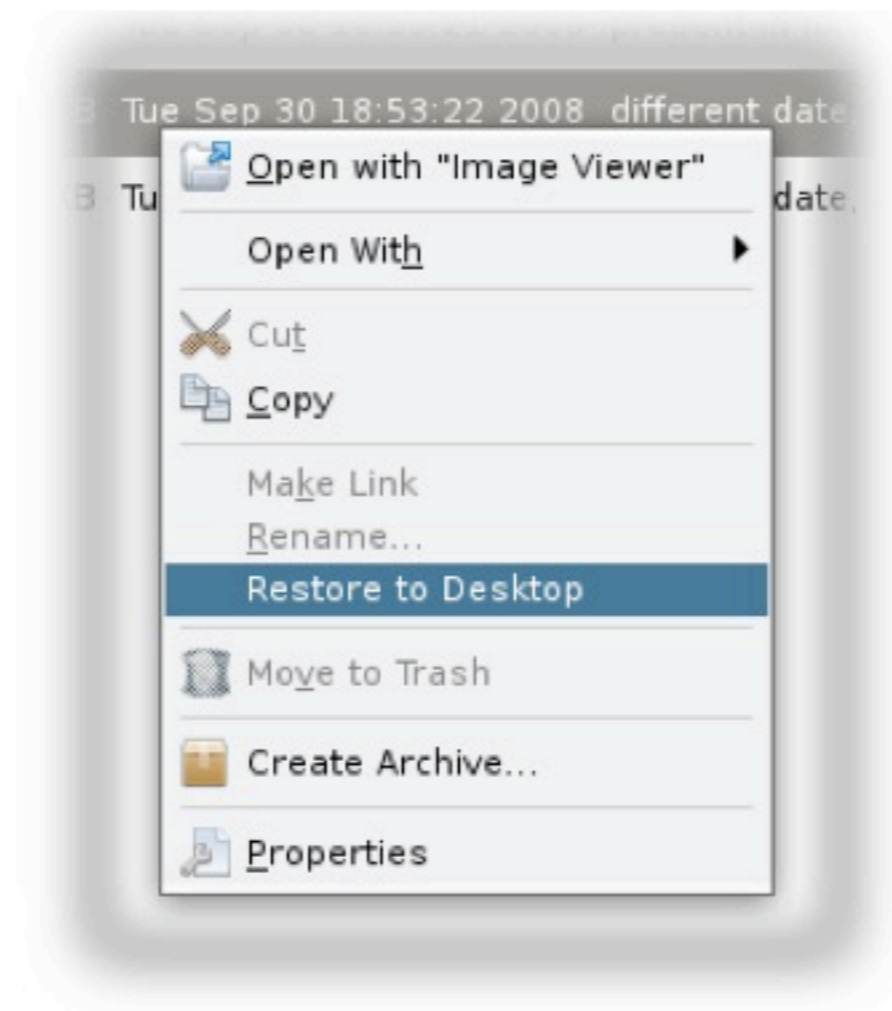 Tue Sep 30 18:53:22 2008 different date,
Open with "Image Viewer"
Tu date,
Open With
Cut
Copy
Make Link
Rename...
Restore to Desktop
Move to Trash
Create Archive...
Properties